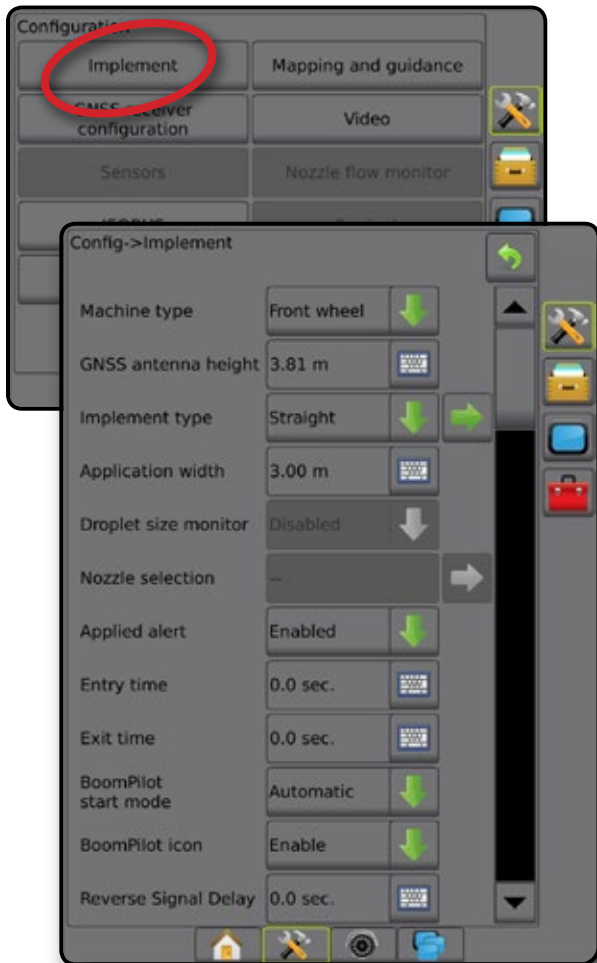 Configuration
Implement
Mapping and guidance
GNSS receiver
configuration
Video
Sensors
Nozzle flow monitor
Config->Implement
Machine type
Front wheel
GNSS antenna height
3.81 m
Implement type
Straight
Application width
3.00 m
Droplet size monitor
Disabled
Nozzle selection
--
Applied alert
Enabled
Entry time
0.0 sec.
Exit time
0.0 sec.
BoomPilot
start mode
Automatic
BoomPilot icon
Enable
Reverse Signal Delay
0.0 sec.